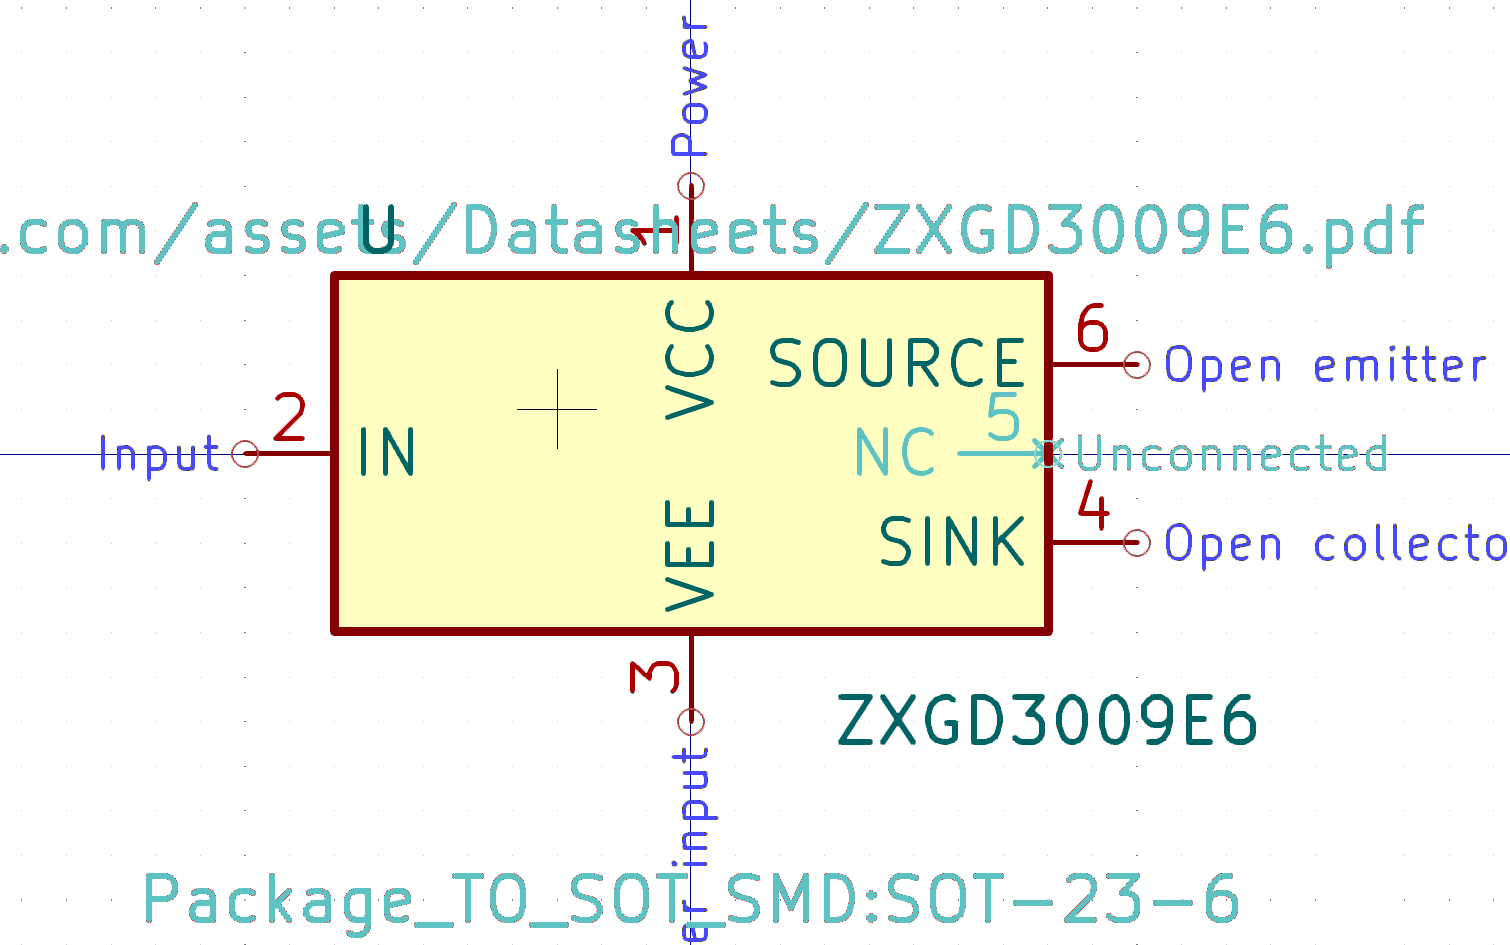 Power
.com/assets/Datasheets/ZXGD3009E6.pdf
U
1
VCC
6
SOURCE
Open emitter
5
2
Input
IN
NC
Unconnected
4
VEE
SINK
Open collecto
3
ZXGD3009E6
er input
Package_TO_SOT_SMD:SOT-23-6